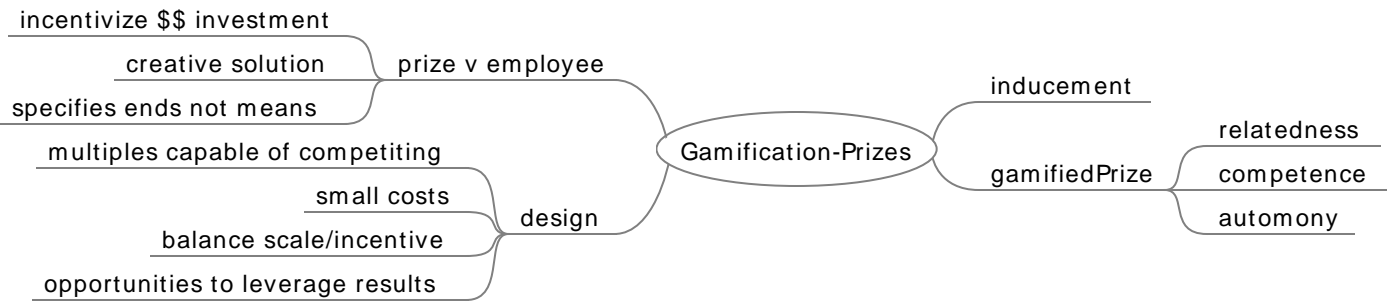 incentivize $$ investment
creative solution
prize v employee
specifies ends not means
multiples capable of competiting
small costs
design
balance scale/incentive
opportunities to leverage results
Gamification-Prizes
inducement
relatedness
gamifiedPrize
competence
automony